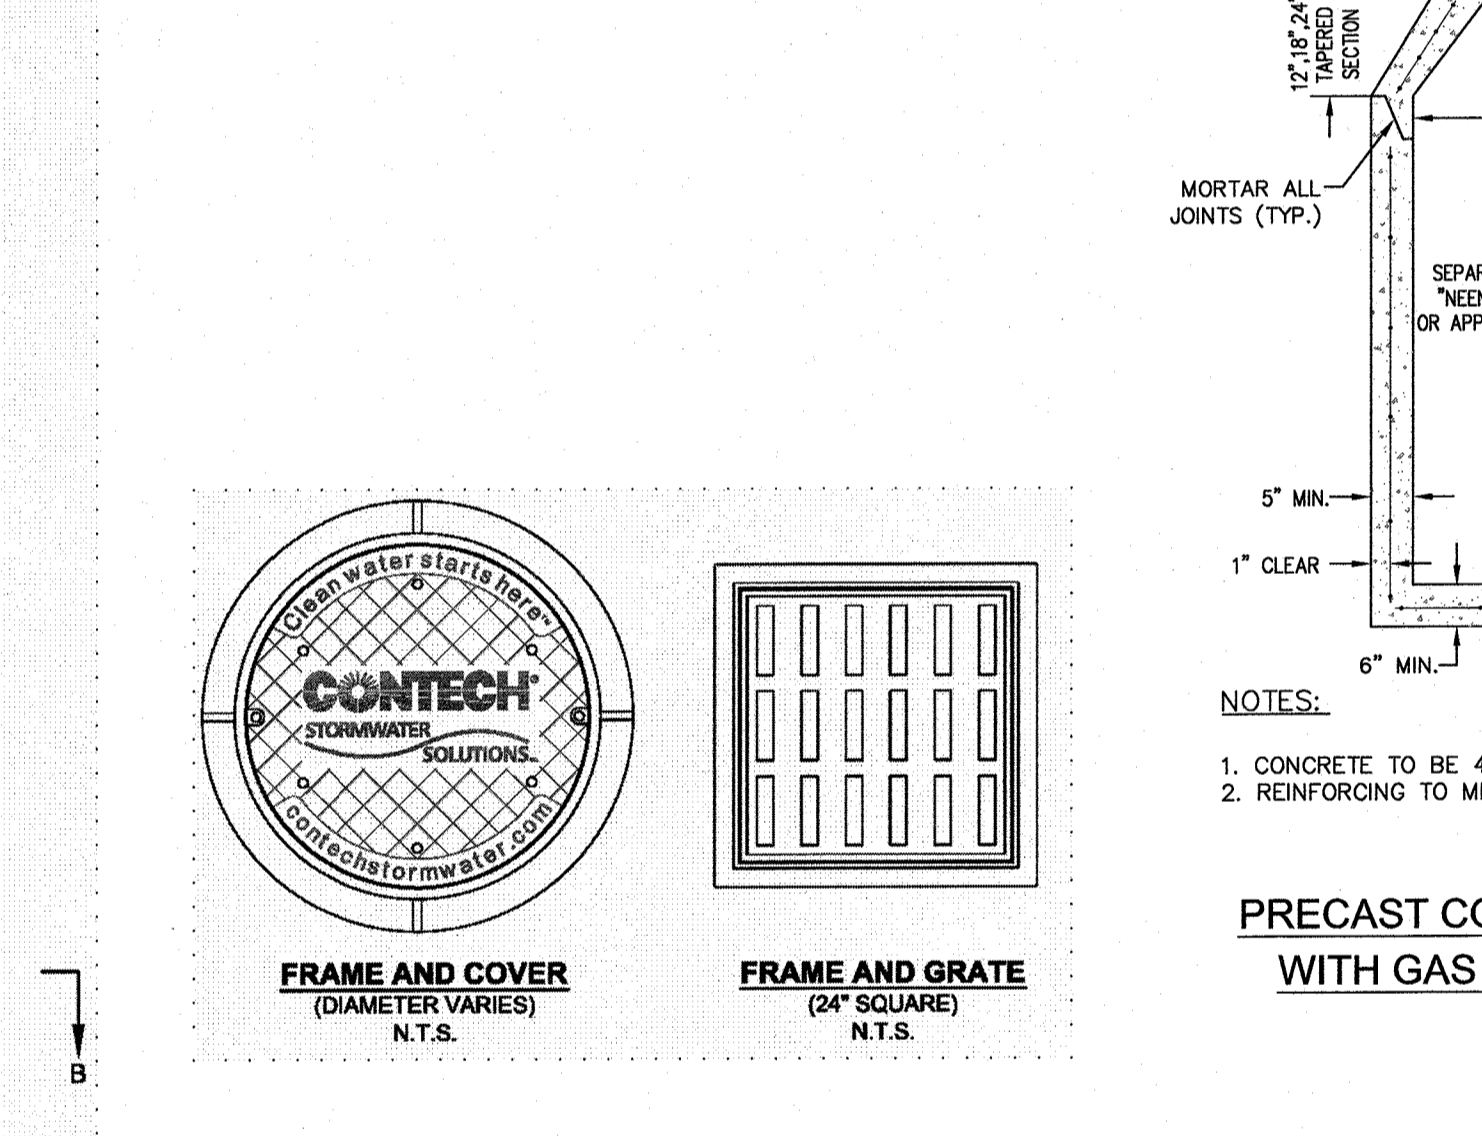 12",18",24"
TAPERED
SECTION
MORTAR ALL
JOINTS (TYP.)
OR
5" MIN.
1" CLEAR
6" MIN.
NOTES:
1. CONCRETE TO BE
2. REINFORCING TO
PRECAST
WITH GAS
Clean water starts here™
CONTECH®
STORMWATER
SOLUTIONS
contechstormwater.com
FRAME AND COVER
(DIAMETER VARIES)
N.T.S.
FRAME AND GRATE
(24" SQUARE)
N.T.S.
B